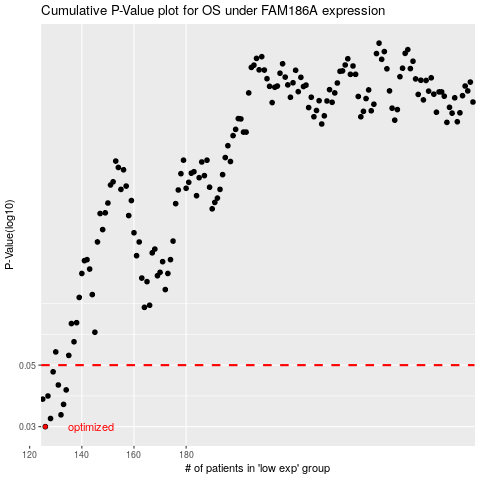 Cumulative P-Value plot for OS under FAM186A expression
P-Value(log10)
0.05
0.03
optimized
120 140 160 180
# of patients in 'low exp' group